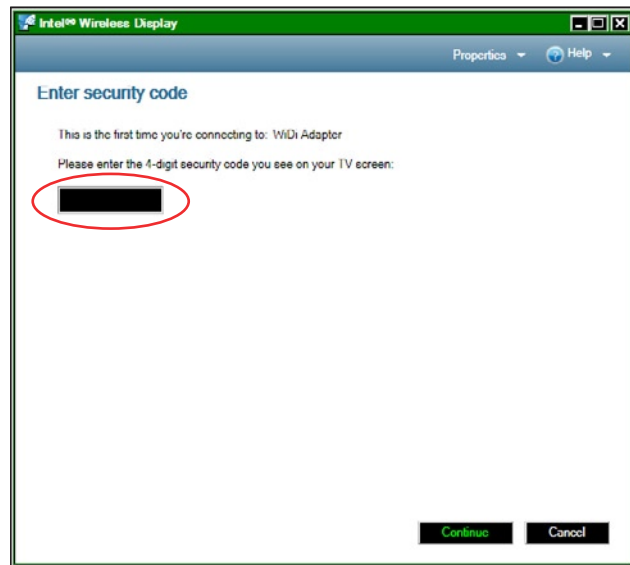 Intel® Wireless Display
Properties Help
Enter security code
This is the first time you're connecting to: WiDi Adapter
Please enter the 4-digit security code you see on your TV screen:
Continue Cancel